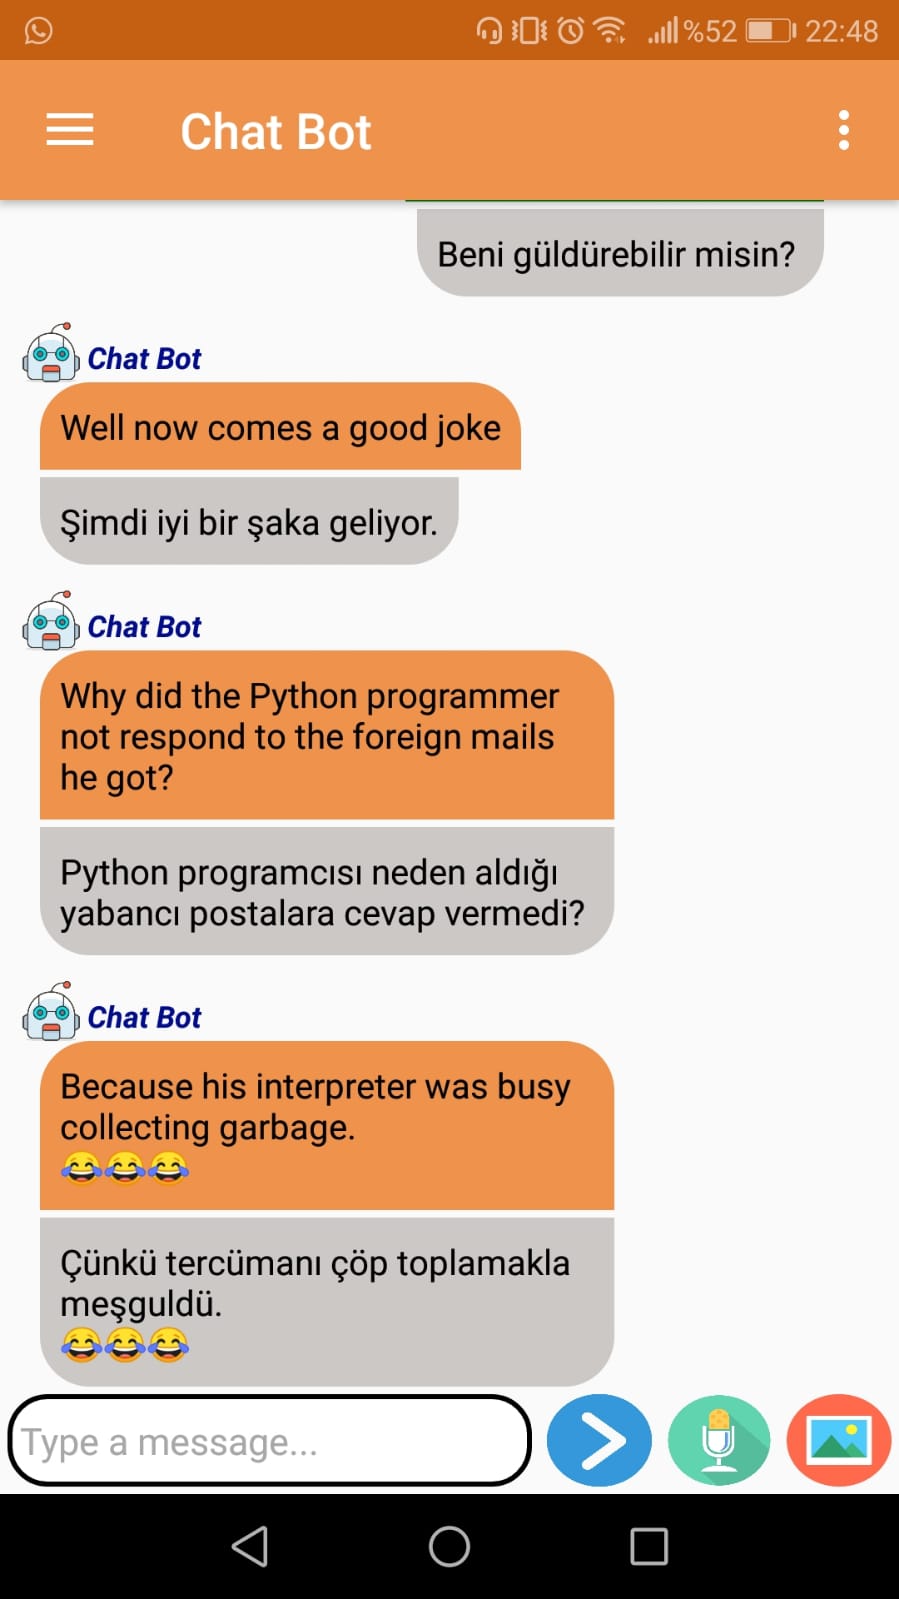 %52
22:48
Chat Bot
Beni güldürebilir misin?
Chat Bot
Well now comes a good joke
Şimdi iyi bir şaka geliyor.
Chat Bot
Why did the Python programmer
not respond to the foreign mails
he got?
Python programcısı neden aldığı
yabancı postalara cevap vermedi?
Chat Bot
Because his interpreter was busy
collecting garbage.
😂😂😂
Çünkü tercümanı çöp toplamakla
meşguldü.
😂😂😂
Type a message...